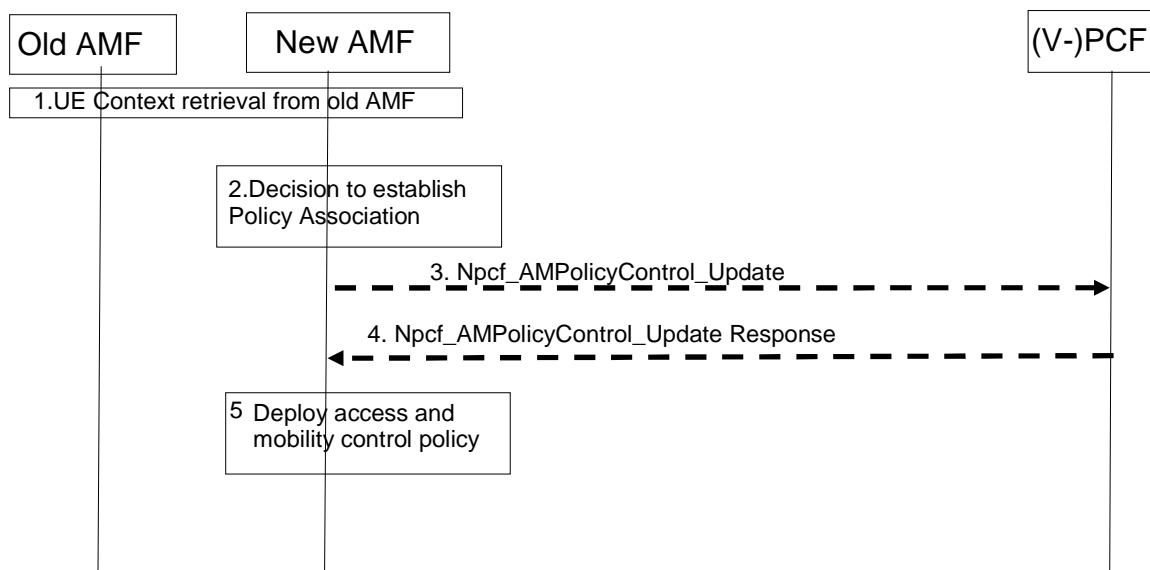 Old AMF
New AMF
(V-)PCF
1.UE Context retrieval from old AMF
2.Decision to establish
Policy Association
3. Npcf_AMPolicyControl_Update
4. Npcf_AMPolicyControl_Update Response
5 Deploy access and
mobility control policy